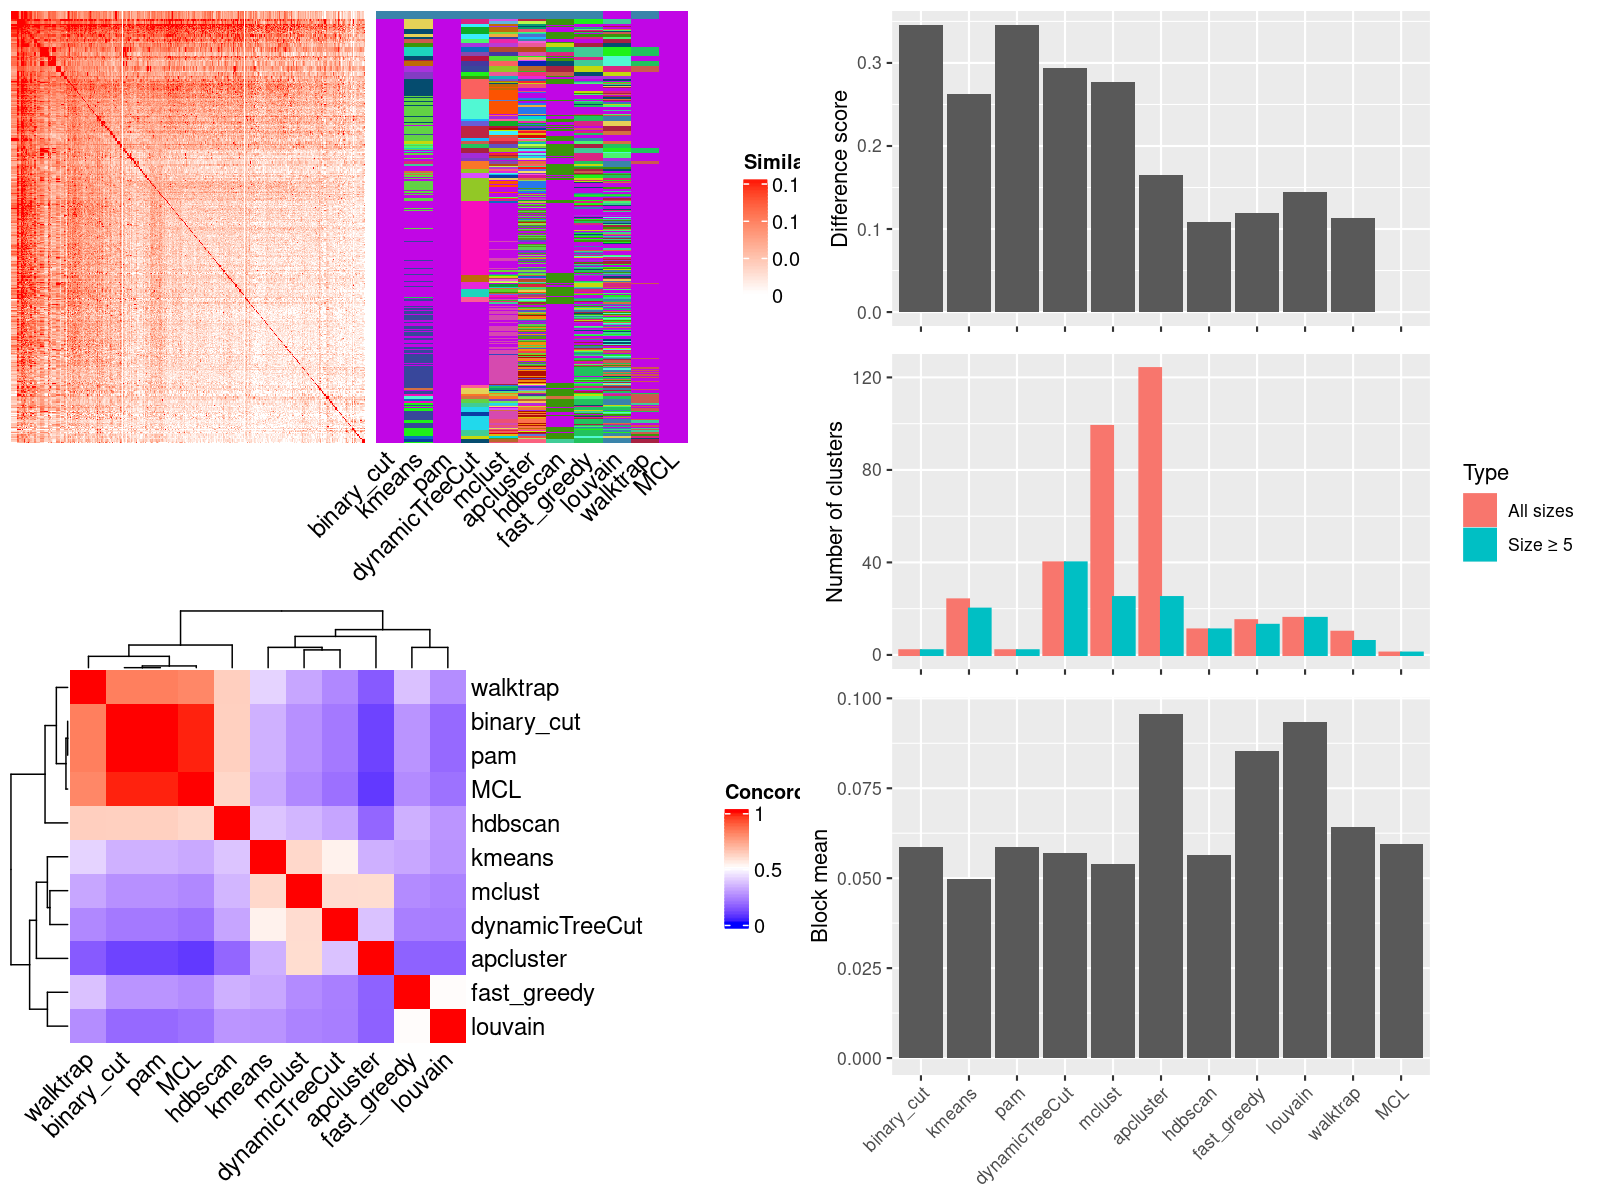 Simila
0.1
0.1
0.0
0
binary_cut
kmeans
pam
dynamicTreeCut
mclust
apcluster
hdbscan
fast_greedy
louvain
walktrap
MCL
walktrap
binary_cut
pam
MCL
hdbscan
kmeans
mclust
dynamicTreeCut
apcluster
fast_greedy
louvain
walktrap
binary_cut
pam
MCL
hdbscan
kmeans
mclust
dynamicTreeCut
apcluster
fast_greedy
louvain
Concord
1
0.5
0
Difference score
0.3
0.2
0.1
0.0
Number of clusters
120
80
40
0
Type
All sizes
Size ≥ 5
Block mean
0.100
0.075
0.050
0.025
0.000
binary_cut
kmeans
pam
dynamicTreeCut
mclust
apcluster
hdbscan
fast_greedy
louvain
walktrap
MCL